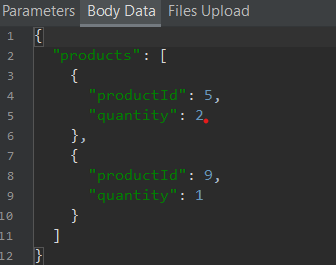 Parameters Body Data Files Upload
1 {
2 "products": [
3 {
4 "productId": 5,
5 "quantity": 2
6 },
7 {
8 "productId": 9,
9 "quantity": 1
10 }
11 ]
12 }